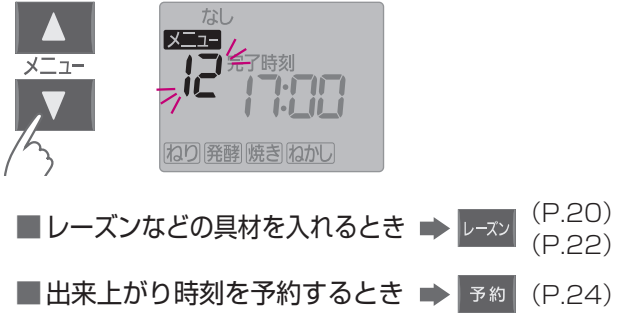 ▲
メニュー
▼
なし
メニュー
12
完了時刻
17:00
ねり 発酵 焼き ねかし
■レーズンなどの具材を入れるとき ➡ レーズン (P.20)
(P.22)
■出来上がり時刻を予約するとき ➡ 予約 (P.24)